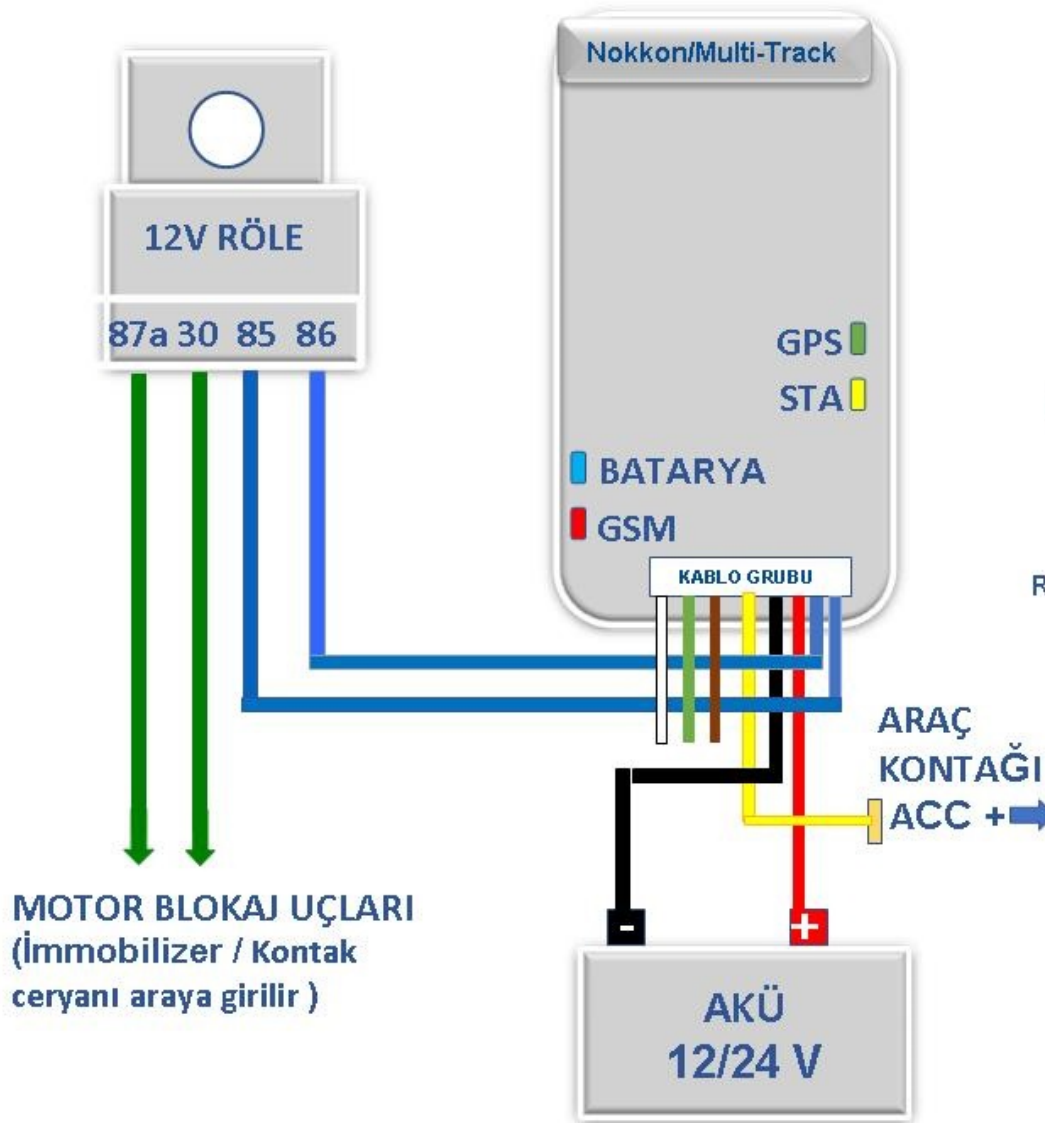 Nokkon/Multi-Track
12V RÖLE
87a 30 85 86
GPS
STA
BATARYA
GSM
KABLO GRUBU
R
ARAÇ
KONTAĞI
ACC +
MOTOR BLOKAJ UÇLARI
(İmmobilizer / Kontak
ceryanı araya girilir )
- +
AKÜ
12/24 V